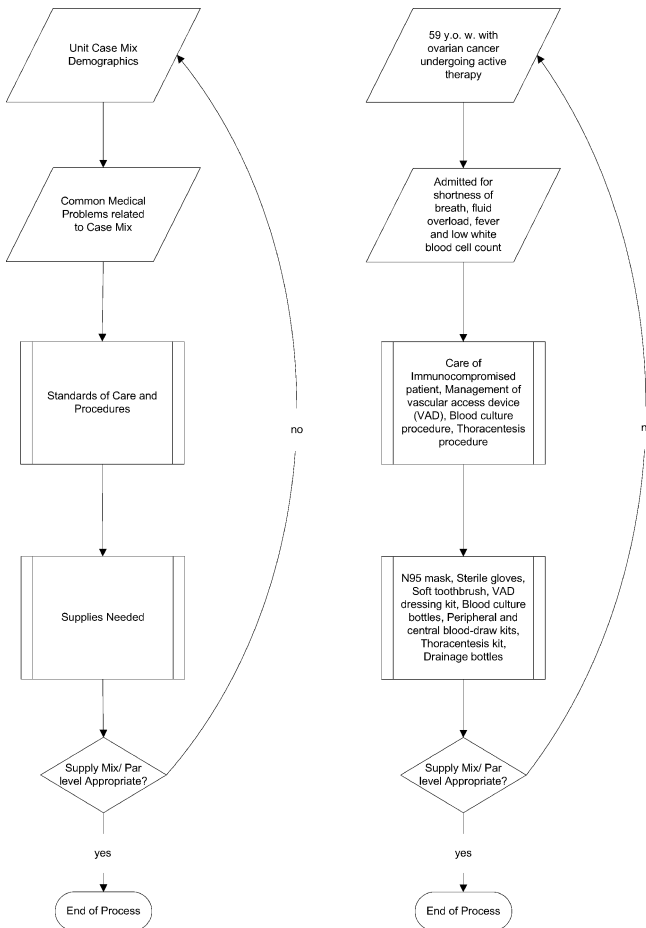 Unit Case Mix
Demographics
Common Medical
Problems related
to Case Mix
Standards of Care and
Procedures
Supplies Needed
Supply Mix/ Par
level Appropriate?
no
yes
End of Process
59 y.o. w. with
ovarian cancer
undergoing active
therapy
Admitted for
shortness of
breath, fluid
overload, fever
and low white
blood cell count
Care of
Immunocompromised
patient, Management of
vascular access device
(VAD), Blood culture
procedure, Thoracentesis
procedure
N95 mask, Sterile gloves,
Soft toothbrush, VAD
dressing kit, Blood culture
bottles, Peripheral and
central blood-draw kits,
Thoracentesis kit,
Drainage bottles
Supply Mix/ Par
level Appropriate?
yes
End of Process